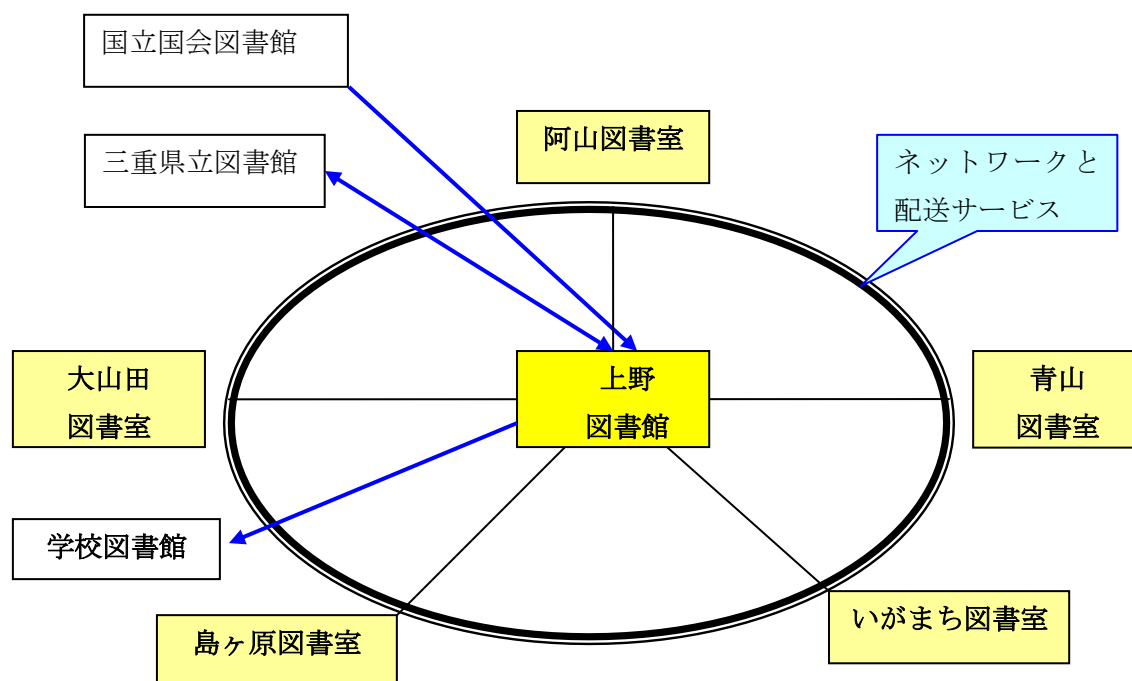 国立国会図書館
三重県立図書館
阿山図書室
ネットワークと
配送サービス
大山田
図書室
上野
図書館
青山
図書室
学校図書館
島ヶ原図書室
いがまち図書室